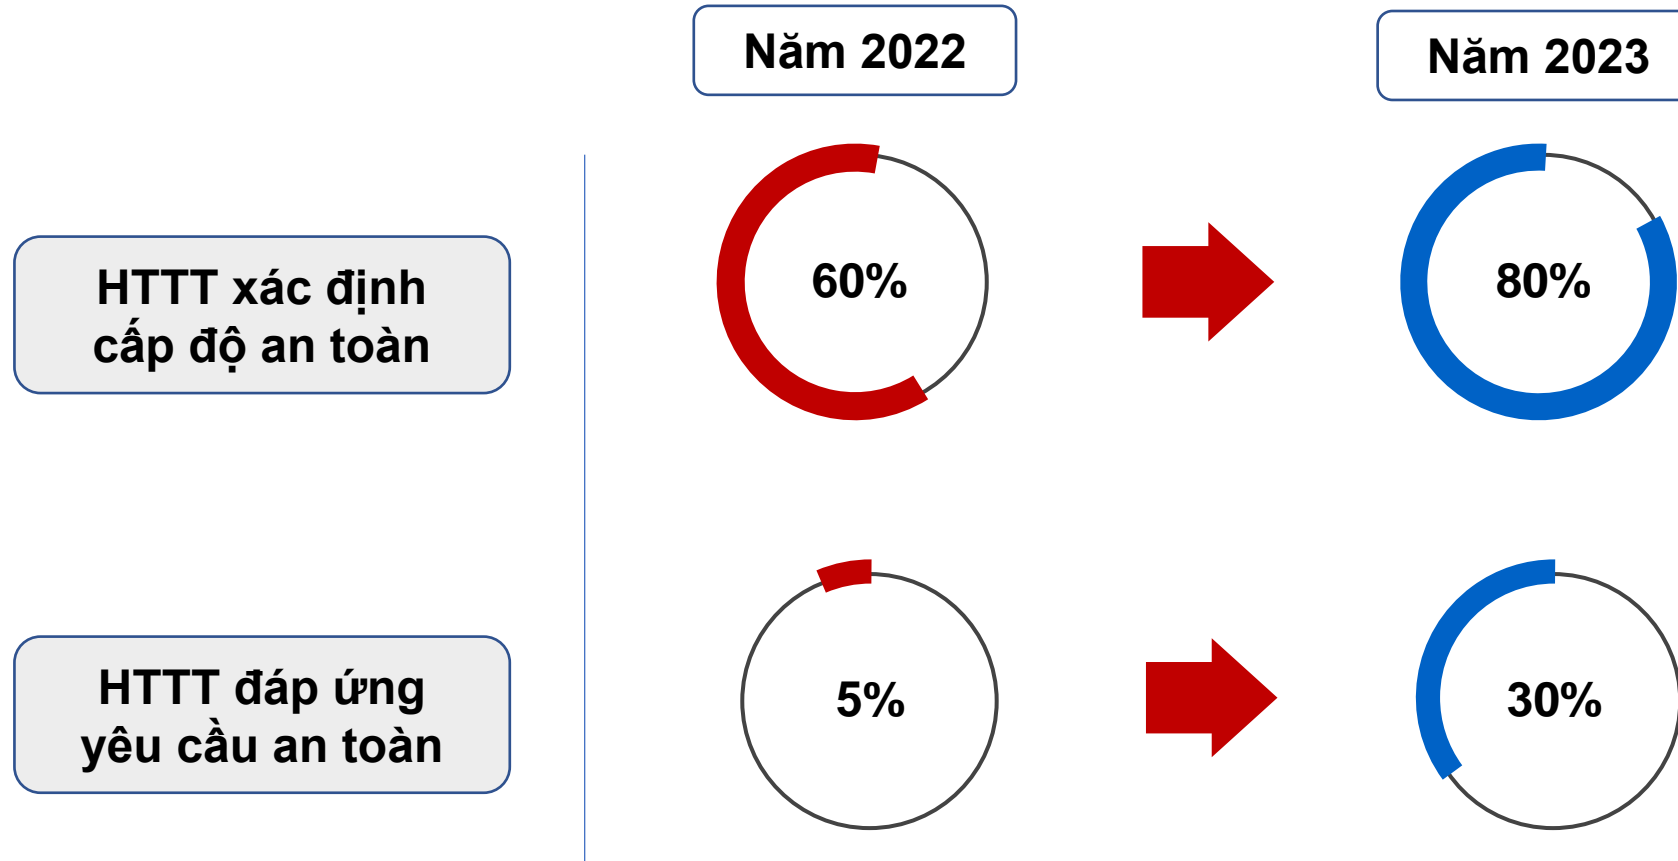 Năm 2022
Năm 2023
HTTT xác định
cấp độ an toàn
60%
80%
HTTT đáp ứng
yêu cầu an toàn
5%
30%